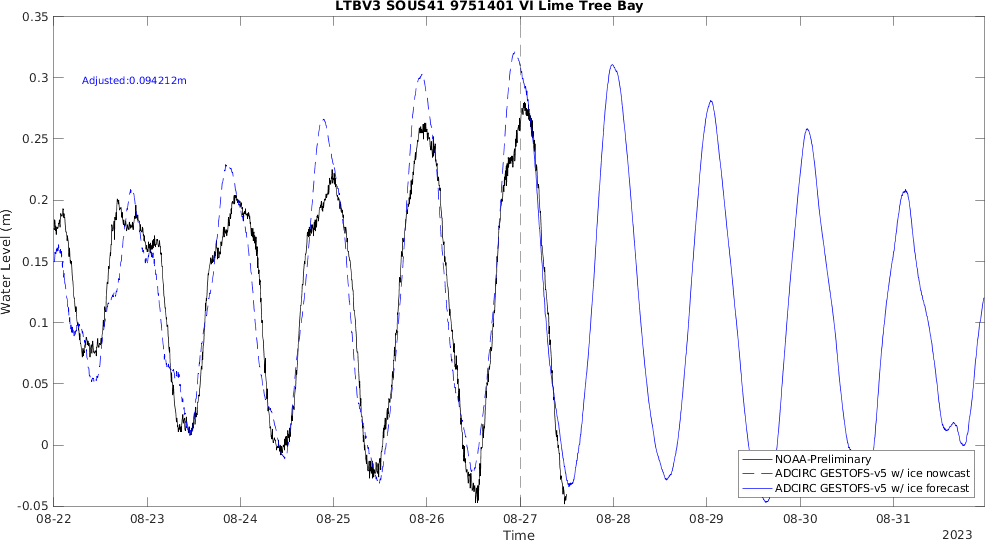 LTBV3 SOUS41 9751401 VI Lime Tree Bay
0.35
0.3
0.25
0.2
0.15
0.1
0.05
0
-0.05
Water Level (m)
Adjusted:0.094212m
NOAA-Preliminary
ADCIRC GESTOFS-v5 w/ ice nowcast
ADCIRC GESTOFS-v5 w/ ice forecast
08-22 08-23 08-24 08-25 08-26 08-27 08-28 08-29 08-30 08-31
Time
2023